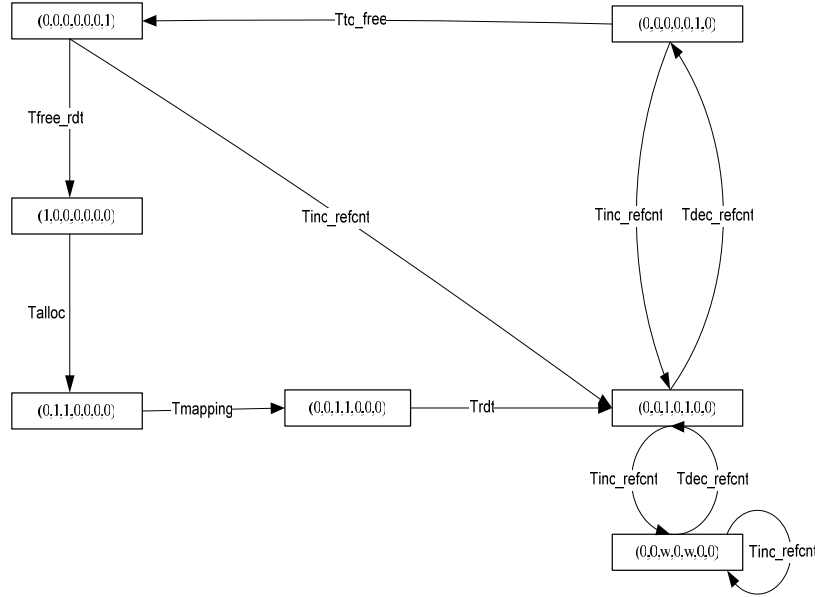 (0,0,0,0,0,0,1)
Tto_free
(0,0,0,0,0,1,0)
Tfree_rdt
(1,0,0,0,0,0,0)
Tinc_refcnt
Tinc_refcnt
Tdec_refcnt
Talloc
(0,1,1,0,0,0,0)
Tmapping
(0,0,1,1,0,0,0)
Trdt
(0,0,1,0,1,0,0)
Tinc_refcnt
Tdec_refcnt
(0,0,w,0,w,0,0)
Tinc_refcnt